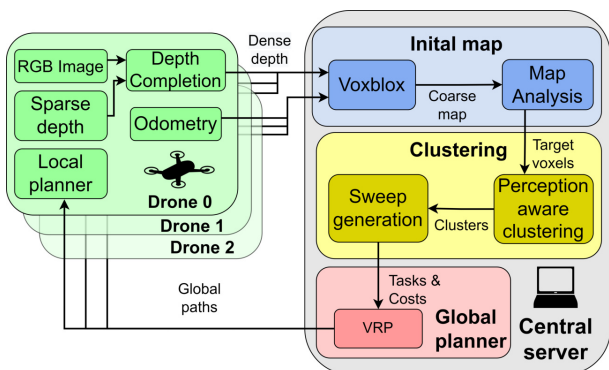 RGB Image
Depth
Completion
Sparse
depth
Odometry
Local
planner
Drone 0
Drone 1
Drone 2
Dense
depth
Global
paths
Inital map
Voxblox
Coarse
map
Map
Analysis
Target
voxels
Clustering
Sweep
generation
Clusters
Perception
aware
clustering
Tasks &
Costs
VRP
Global
planner
Central
server